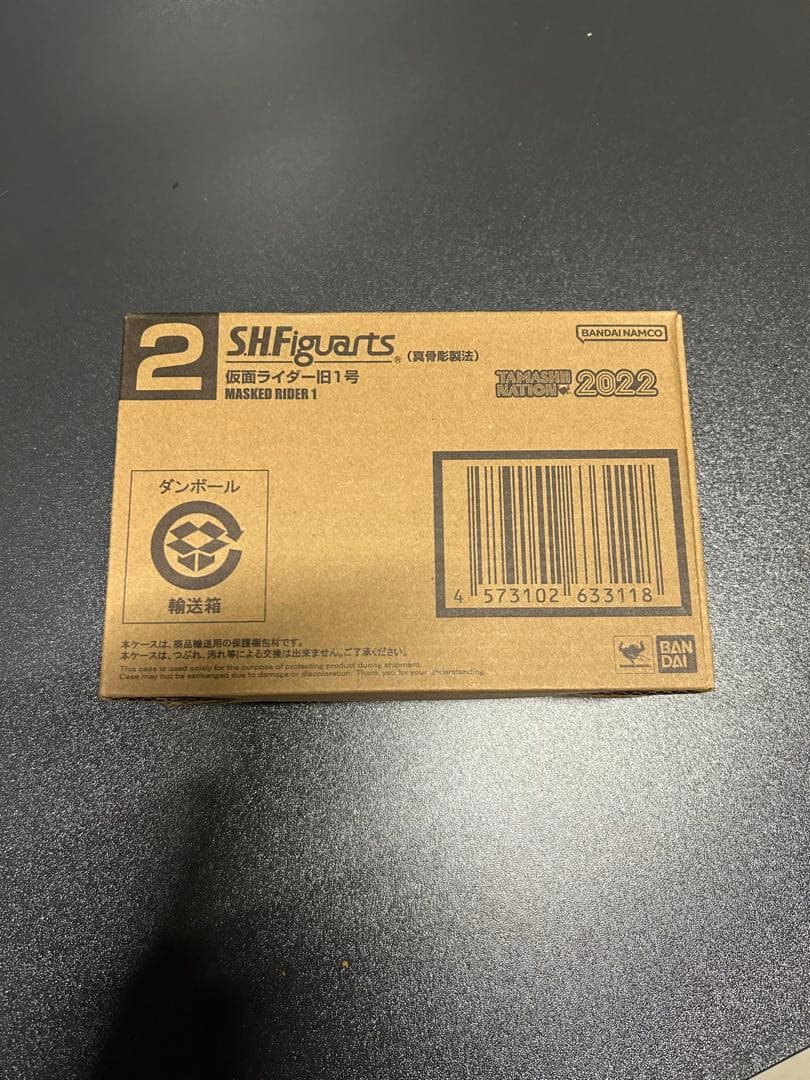 2
S.H.Figuarts® (真骨彫製法)
仮面ライダー旧1号
MASKED RIDER 1
BANDAI NAMCO
TAMASHII NATION 2022
ダンボール
輸送箱
4 573102 633118
本ケースは、商品輸送用の保護梱包材です。
本ケースは、つぶれ、汚れ等による交換は出来ません。ご了承ください。
This case is used solely for the purpose of protecting product during shipment.
Case may not be exchanged due to damage or discoloration. Thank you for your understanding.
BAN
DAI